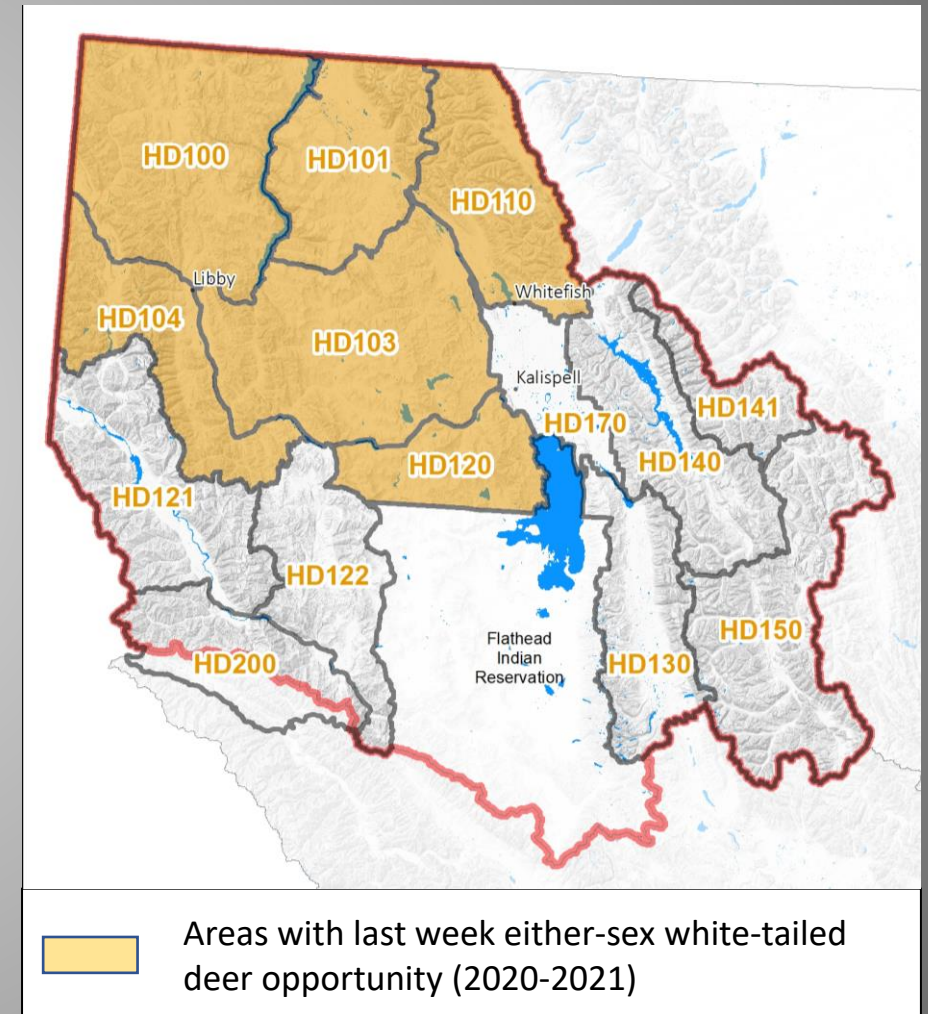 HD100
HD101
HD110
Libby
Whitefish
HD104
HD103
Kalispell
HD141
HD170
HD120
HD140
HD121
HD122
HD150
Flathead
Indian
Reservation
HD200
HD130
Areas with last week either-sex white-tailed
deer opportunity (2020-2021)